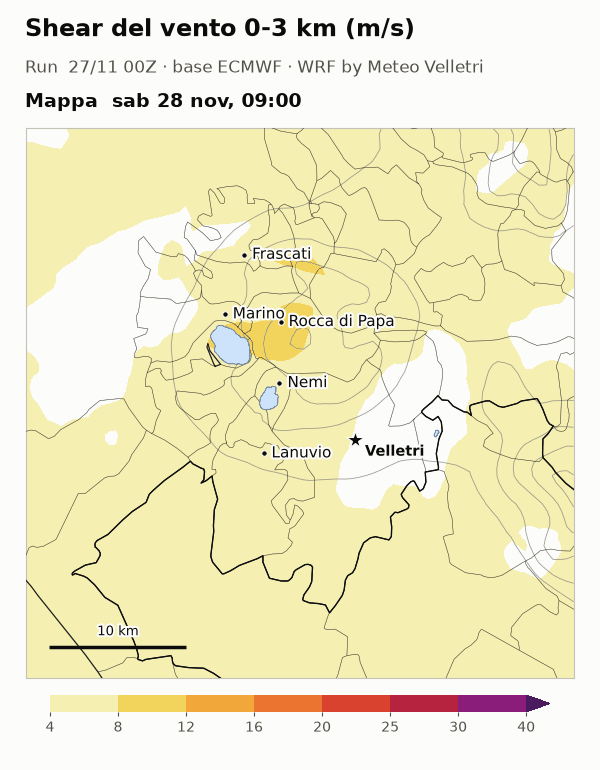 Shear del vento 0-3 km (m/s)
Run  27/11 00Z · base ECMWF · WRF by Meteo Velletri
Mappa  sab 28 nov, 09:00
Frascati
Marino
Rocca di Papa
Nemi
Velletri
Lanuvio
10 km
4 8 12 16 20 25 30 40